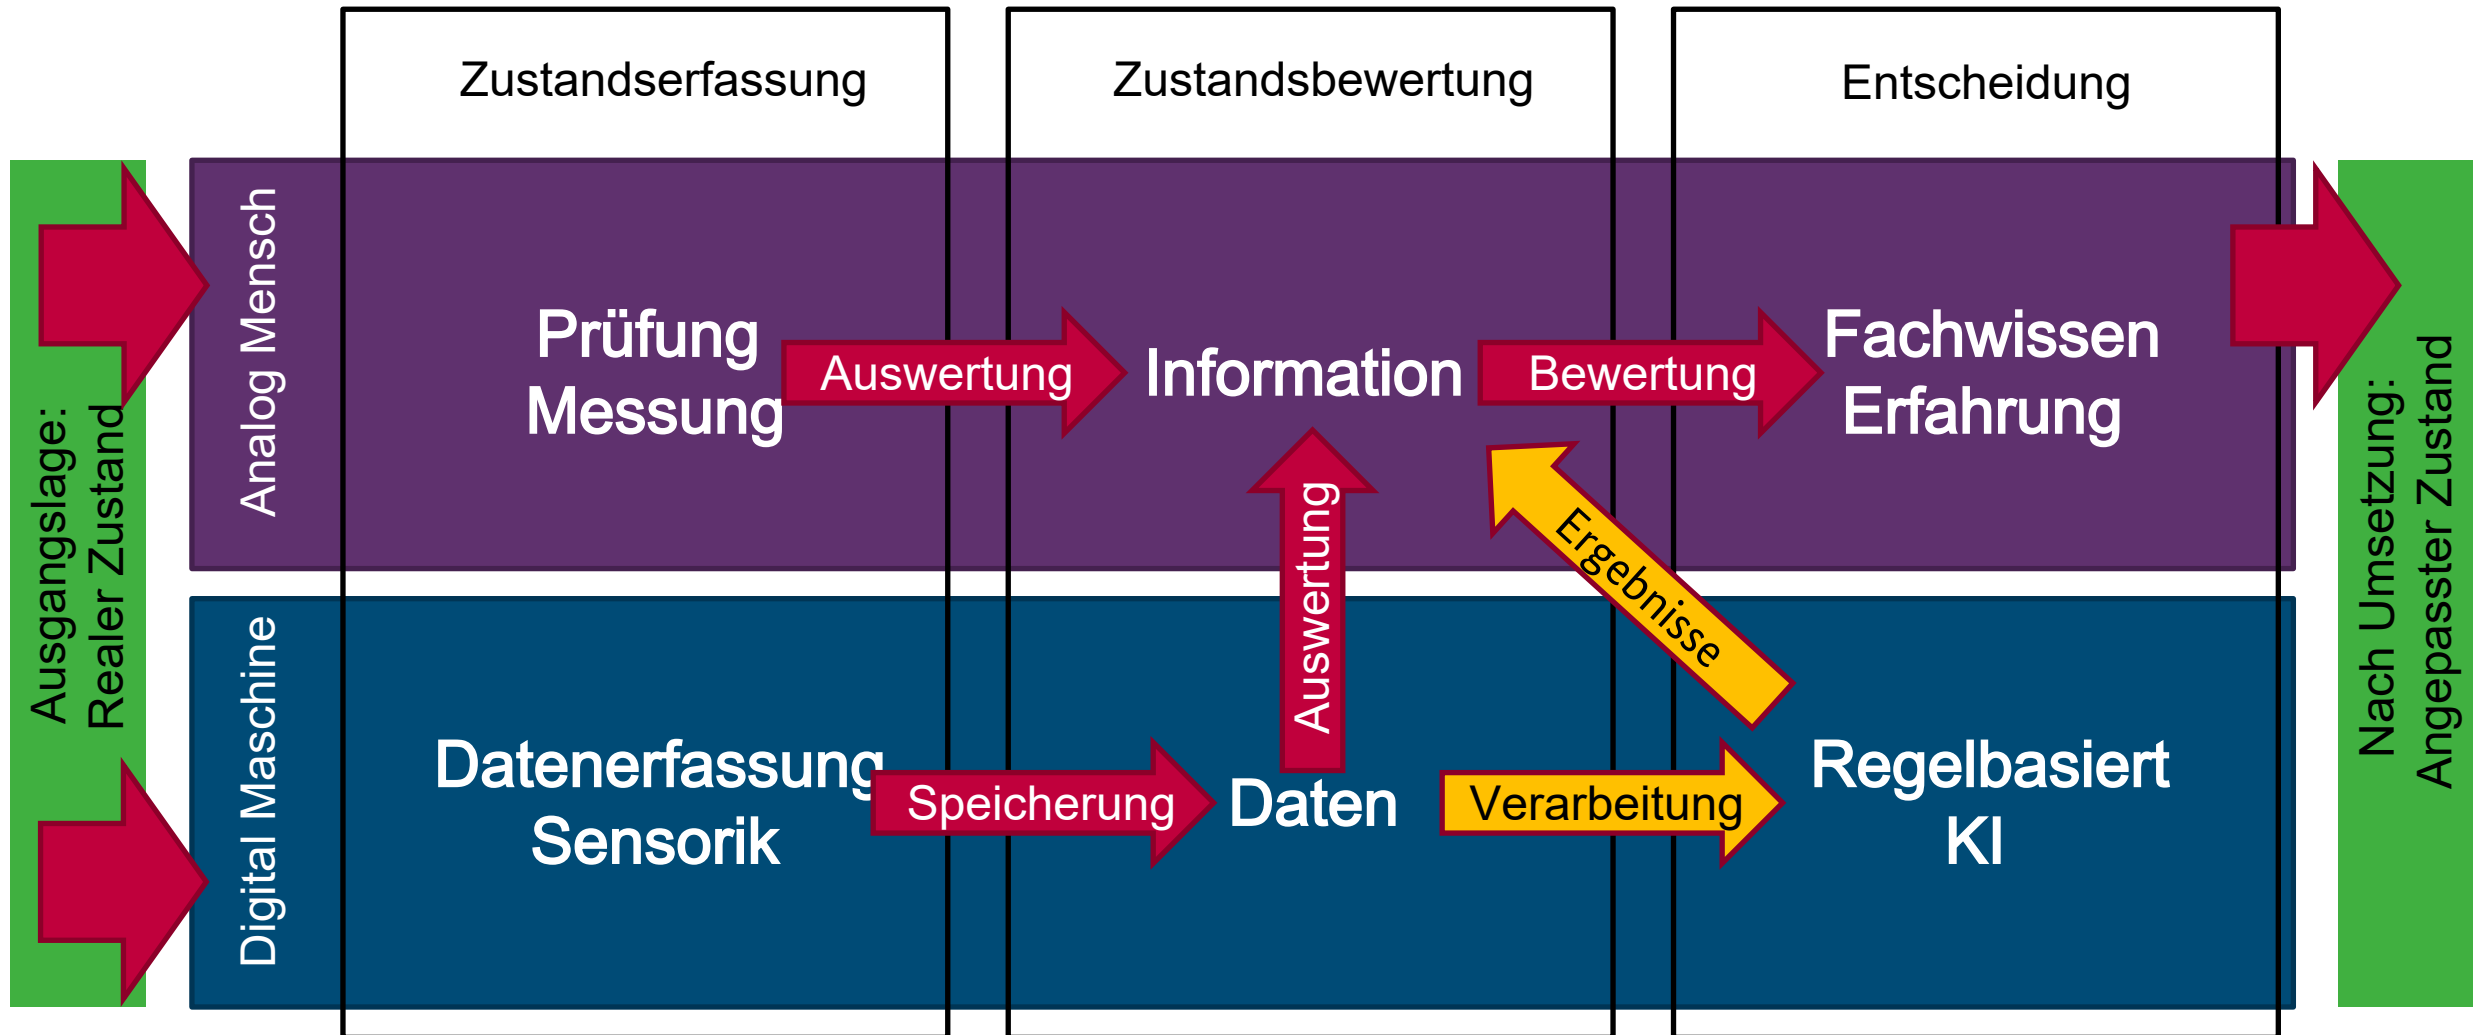 Zustandserfassung
Zustandsbewertung
Entscheidung
Ausgangslage:
Realer Zustand
Analog Mensch
Prüfung
Messung
Auswertung
Information
Bewertung
Fachwissen
Erfahrung
Auswertung
Ergebnisse
Digital Maschine
Datenerfassung
Sensorik
Speicherung
Daten
Verarbeitung
Regelbasiert
KI
Nach Umsetzung:
Angepasster Zustand